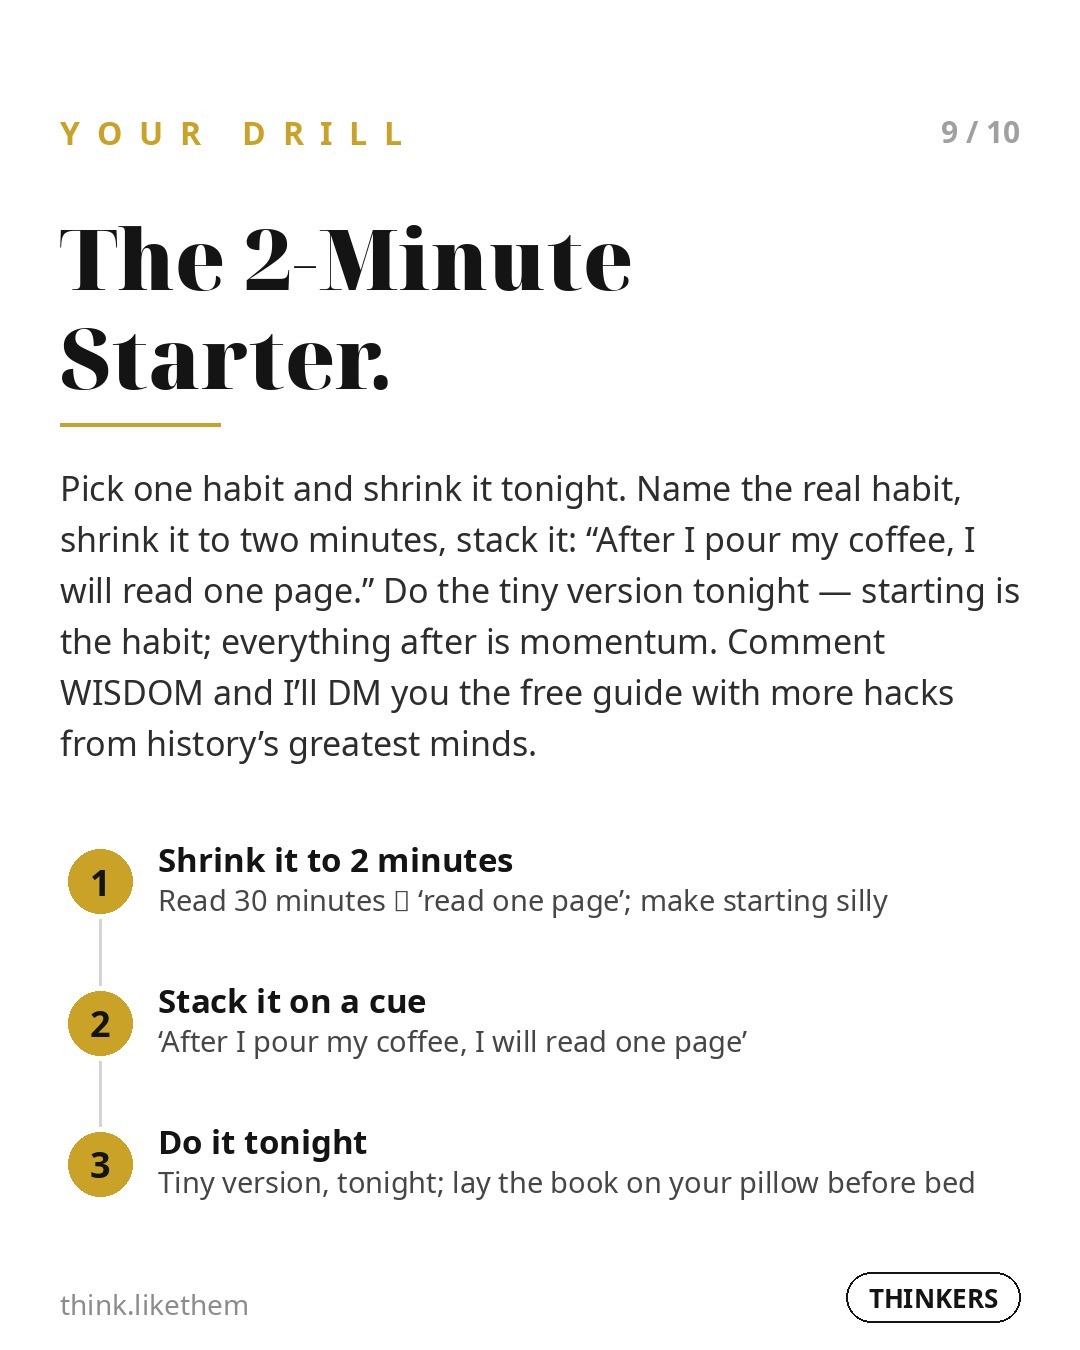 YOUR DRILL
9 / 10
The 2-Minute
Starter.
Pick one habit and shrink it tonight. Name the real habit,
shrink it to two minutes, stack it: “After I pour my coffee, I
will read one page.” Do the tiny version tonight — starting is
the habit; everything after is momentum. Comment
WISDOM and I’ll DM you the free guide with more hacks
from history’s greatest minds.
1
Shrink it to 2 minutes
Read 30 minutes ▯ ‘read one page’; make starting silly
2
Stack it on a cue
‘After I pour my coffee, I will read one page’
3
Do it tonight
Tiny version, tonight; lay the book on your pillow before bed
think.likethem
THINKERS